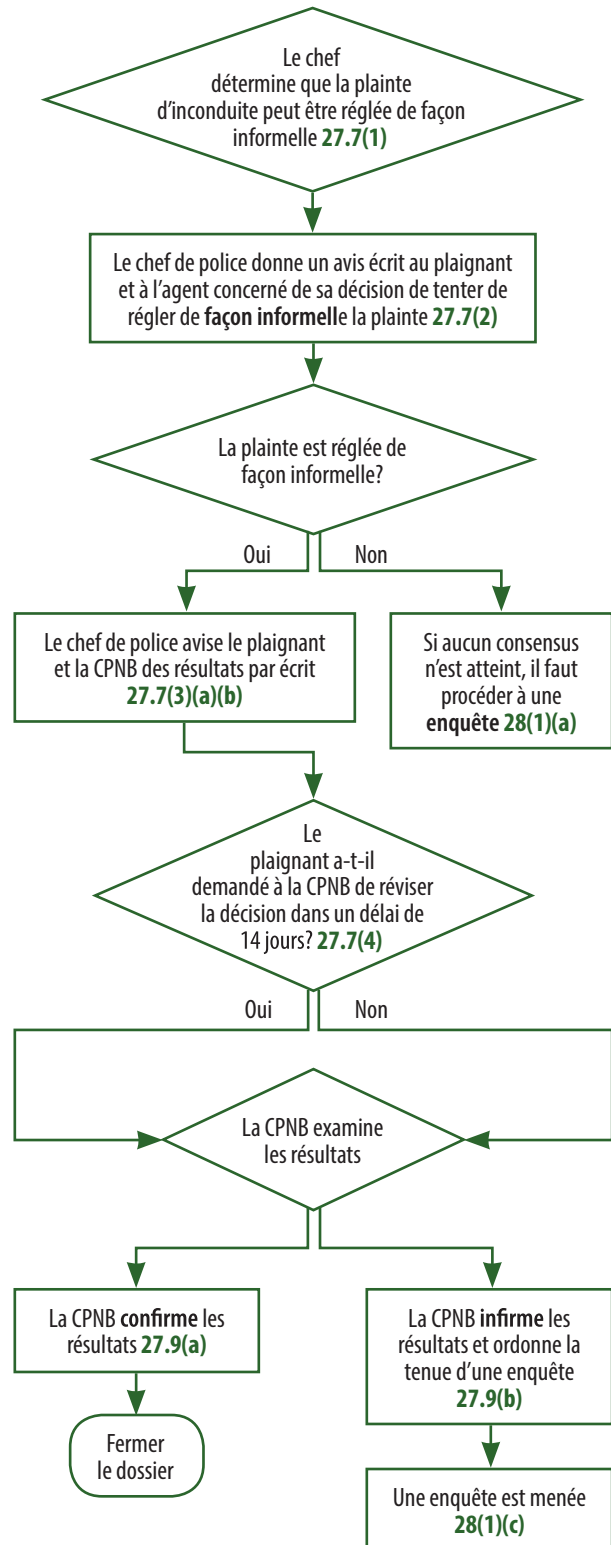 Le chef
détermine que la plainte
d'inconduite peut être réglée de façon
informelle 27.7(1)
Le chef de police donne un avis écrit au plaignant
et à l'agent concerné de sa décision de tenter de
régler de façon informelle la plainte 27.7(2)
La plainte est réglée de
façon informelle?
Oui
Non
Le chef de police avise le plaignant
et la CPNB des résultats par écrit
27.7(3)(a)(b)
Si aucun consensus
n'est atteint, il faut
procéder à une
enquête 28(1)(a)
Le
plaignant a-t-il
demandé à la CPNB de réviser
la décision dans un délai de
14 jours? 27.7(4)
Oui
Non
La CPNB examine
les résultats
La CPNB confirme les
résultats 27.9(a)
La CPNB infirme les
résultats et ordonne la
tenue d'une enquête
27.9(b)
Fermer
le dossier
Une enquête est menée
28(1)(c)